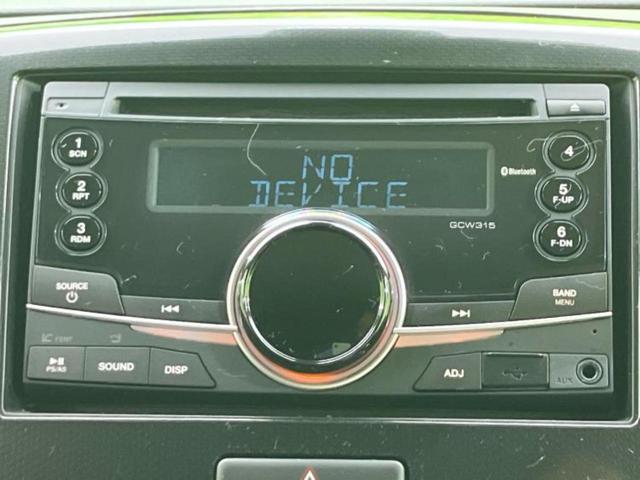 1
SCN
2
RPT
3
RDM
NO
DEVICE
Bluetooth
GCW315
4
5
F-UP
6
F-DN
SOURCE
BAND
MENU
PS/AS
SOUND
DISP
ADJ
AUX